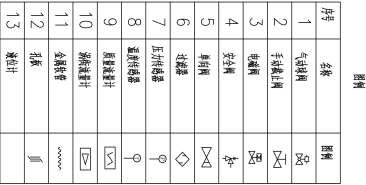 图例
序号 名称 图例
1 气动球阀
2 手动截止阀
3 电磁阀
4 安全阀
5 单向阀
6 过滤器
7 压力传感器
8 温度传感器
9 质量流量计
10 涡街流量计
11 金属软管
12 孔板
13 液位计